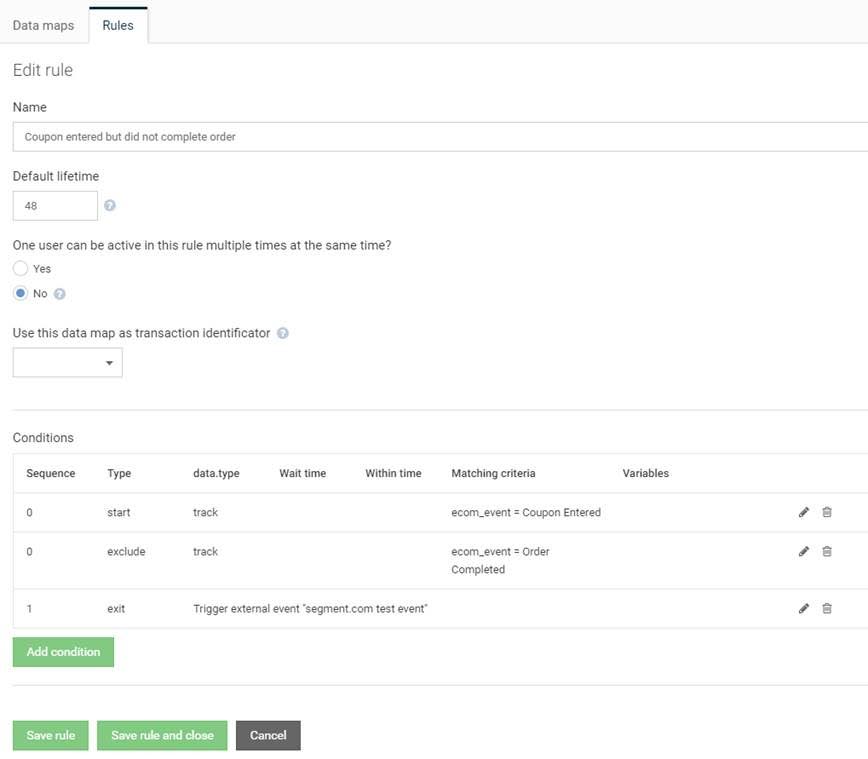 Data maps Rules
Edit rule
Name
Coupon entered but did not complete order
Default lifetime
48 ?
One user can be active in this rule multiple times at the same time?
Yes
No ?
Use this data map as transaction identificator ?
Conditions
Sequence Type data.type Wait time Within time Matching criteria Variables
0 start track ecom_event = Coupon Entered
0 exclude track ecom_event = Order
Completed
1 exit Trigger external event "segment.com test event"
Add condition
Save rule Save rule and close Cancel